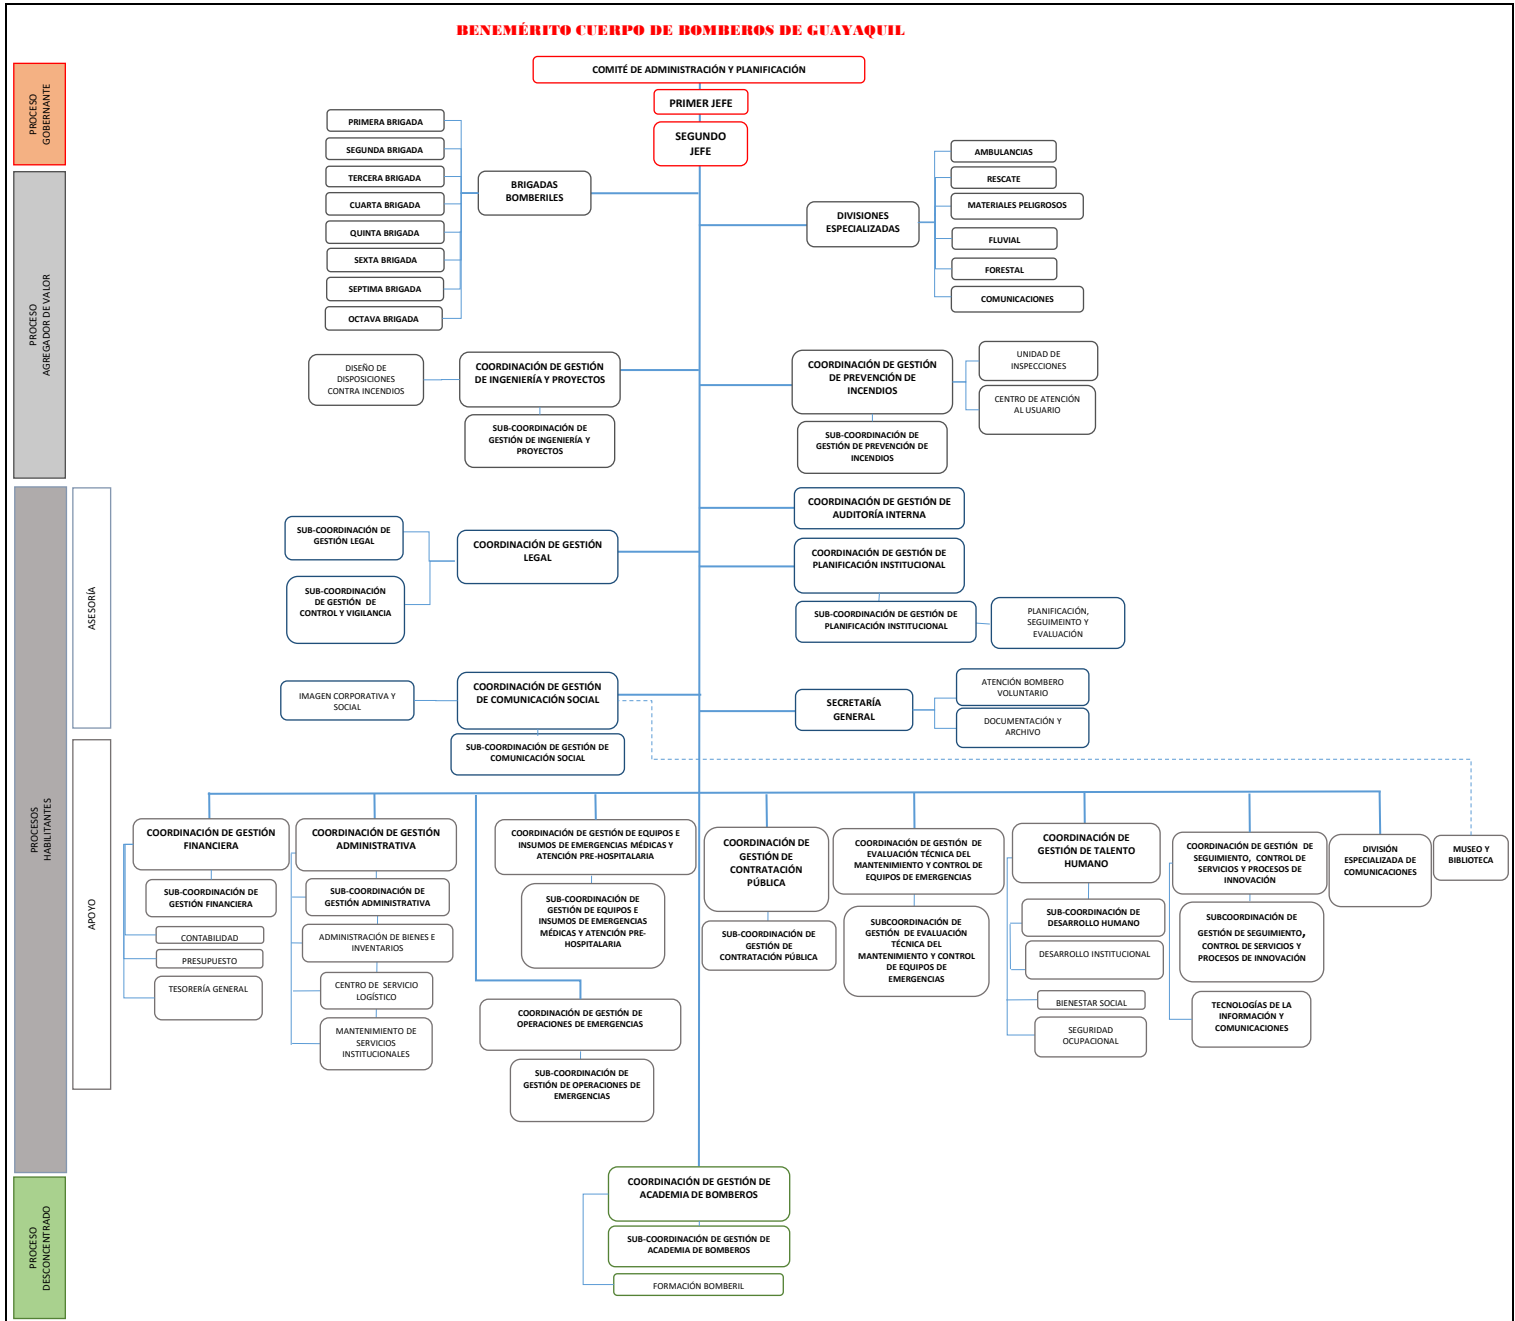 BENEMÉRITO CUERPO DE BOMBEROS DE GUAYAQUIL
COMITÉ DE ADMINISTRACIÓN Y PLANIFICACIÓN
PRIMER JEFE
SEGUNDO
JEFE
PROCESO
GOBERNANTE
PRIMERA BRIGADA
SEGUNDA BRIGADA
TERCERA BRIGADA
CUARTA BRIGADA
QUINTA BRIGADA
SEXTA BRIGADA
SEPTIMA BRIGADA
OCTAVA BRIGADA
BRIGADAS
BOMBERILES
DIVISIONES
ESPECIALIZADAS
AMBULANCIAS
RESCATE
MATERIALES PELIGROSOS
FLUVIAL
FORESTAL
COMUNICACIONES
PROCESO
AGREGADOR DE VALOR
DISEÑO DE
DISPOSICIONES
CONTRA INCENDIOS
COORDINACIÓN DE GESTIÓN
DE INGENIERÍA Y PROYECTOS
SUB-COORDINACIÓN DE
GESTIÓN DE INGENIERÍA Y
PROYECTOS
COORDINACIÓN DE GESTIÓN
DE PREVENCIÓN DE
INCENDIOS
SUB-COORDINACIÓN DE
GESTIÓN DE PREVENCIÓN DE
INCENDIOS
UNIDAD DE
INSPECCIONES
CENTRO DE ATENCIÓN
AL USUARIO
PROCESOS
HABILITANTES
ASESORÍA
SUB-COORDINACIÓN DE
GESTIÓN LEGAL
SUB-COORDINACIÓN
DE GESTIÓN DE
CONTROL Y VIGILANCIA
COORDINACIÓN DE GESTIÓN
LEGAL
COORDINACIÓN DE GESTIÓN DE
AUDITORÍA INTERNA
COORDINACIÓN DE GESTIÓN DE
PLANIFICACIÓN INSTITUCIONAL
SUB-COORDINACIÓN DE GESTIÓN DE
PLANIFICACIÓN INSTITUCIONAL
PLANIFICACIÓN,
SEGUIMEINTO Y
EVALUACIÓN
IMAGEN CORPORATIVA Y
SOCIAL
COORDINACIÓN DE GESTIÓN
DE COMUNICACIÓN SOCIAL
SUB-COORDINACIÓN DE GESTIÓN DE
COMUNICACIÓN SOCIAL
SECRETARÍA
GENERAL
ATENCIÓN BOMBERO
VOLUNTARIO
DOCUMENTACIÓN Y
ARCHIVO
APOYO
COORDINACIÓN DE GESTIÓN
FINANCIERA
SUB-COORDINACIÓN DE
GESTIÓN FINANCIERA
CONTABILIDAD
PRESUPUESTO
TESORERÍA GENERAL
COORDINACIÓN DE GESTIÓN
ADMINISTRATIVA
SUB-COORDINACIÓN DE
GESTIÓN ADMINISTRATIVA
ADMINISTRACIÓN DE BIENES E
INVENTARIOS
CENTRO DE SERVICIO
LOGÍSTICO
MANTENIMIENTO DE
SERVICIOS
INSTITUCIONALES
COORDINACIÓN DE GESTIÓN DE EQUIPOS E
INSUMOS DE EMERGENCIAS MÉDICAS Y
ATENCIÓN PRE-HOSPITALARIA
SUB-COORDINACIÓN DE
GESTIÓN DE EQUIPOS E
INSUMOS DE EMERGENCIAS
MÉDICAS Y ATENCIÓN PRE-
HOSPITALARIA
COORDINACIÓN DE GESTIÓN DE
OPERACIONES DE EMERGENCIAS
SUB-COORDINACIÓN DE
GESTIÓN DE OPERACIONES DE
EMERGENCIAS
COORDINACIÓN DE
GESTIÓN DE
CONTRATACIÓN
PÚBLICA
SUB-COORDINACIÓN DE
GESTIÓN DE
CONTRATACIÓN PÚBLICA
COORDINACIÓN DE GESTIÓN DE
EVALUACIÓN TÉCNICA DEL
MANTENIMIENTO Y CONTROL DE
EQUIPOS DE EMERGENCIAS
SUBCOORDINACIÓN DE
GESTIÓN DE EVALUACIÓN
TÉCNICA DEL
MANTENIMIENTO Y CONTROL
DE EQUIPOS DE
EMERGENCIAS
COORDINACIÓN DE
GESTIÓN DE TALENTO
HUMANO
SUB-COORDINACIÓN DE
DESARROLLO HUMANO
DESARROLLO INSTITUCIONAL
BIENESTAR SOCIAL
SEGURIDAD
OCUPACIONAL
COORDINACIÓN DE GESTIÓN DE
SEGUIMIENTO, CONTROL DE
SERVICIOS Y PROCESOS DE
INNOVACIÓN
SUBCOORDINACIÓN DE
GESTIÓN DE SEGUIMIENTO,
CONTROL DE SERVICIOS Y
PROCESOS DE INNOVACIÓN
TECNOLOGÍAS DE LA
INFORMACIÓN Y
COMUNICACIONES
DIVISIÓN
ESPECIALIZADA DE
COMUNICACIONES
MUSEO Y
BIBLIOTECA
PROCESO
DESCONCENTRADO
COORDINACIÓN DE GESTIÓN DE
ACADEMIA DE BOMBEROS
SUB-COORDINACIÓN DE GESTIÓN DE
ACADEMIA DE BOMBEROS
FORMACIÓN BOMBERIL